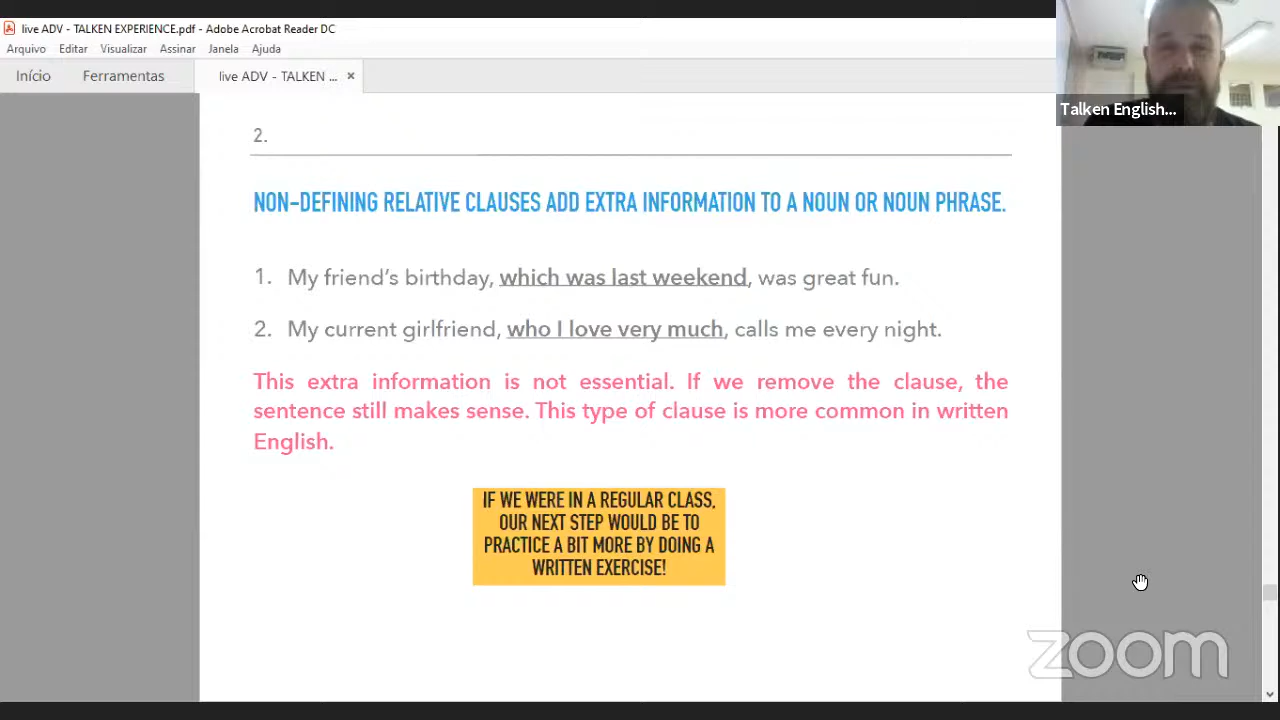 live ADV - TALKEN EXPERIENCE.pdf - Adobe Acrobat Reader DC
Arquivo Editar Visualizar Assinar Janela Ajuda
Início Ferramentas live ADV - TALKEN ... ×
Talken English...
2.
NON-DEFINING RELATIVE CLAUSES ADD EXTRA INFORMATION TO A NOUN OR NOUN PHRASE.
1. My friend's birthday, which was last weekend, was great fun.
2. My current girlfriend, who I love very much, calls me every night.
This extra information is not essential. If we remove the clause, the
sentence still makes sense. This type of clause is more common in written
English.
IF WE WERE IN A REGULAR CLASS,
OUR NEXT STEP WOULD BE TO
PRACTICE A BIT MORE BY DOING A
WRITTEN EXERCISE!
zoom